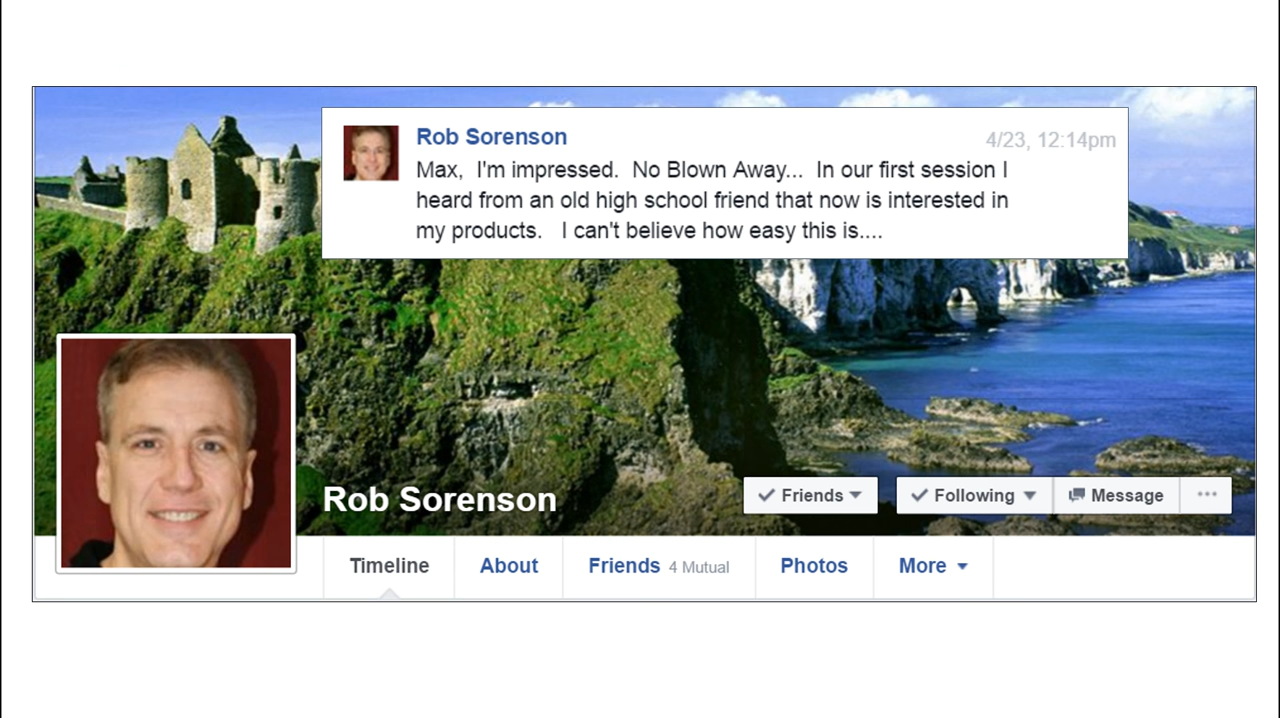 Rob Sorenson
4/23, 12:14pm
Max,  I'm impressed.  No Blown Away...  In our first session I
heard from an old high school friend that now is interested in
my products.   I can't believe how easy this is....
Rob Sorenson
Friends
Following
Message
Timeline
About
Friends 4 Mutual
Photos
More